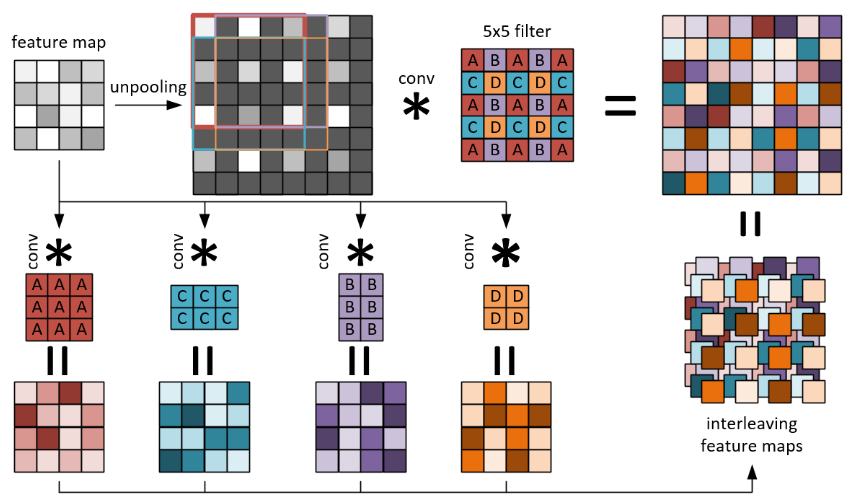 feature map
unpooling
conv
*
5x5 filter
A B A B A
C D C D C
A B A B A
C D C D C
A B A B A
=
conv
*
conv
*
conv
*
conv
*
A A A
A A A
A A A
C C C
C C C
B B
B B
B B
D D
D D
=
=
=
=
=
interleaving
feature maps